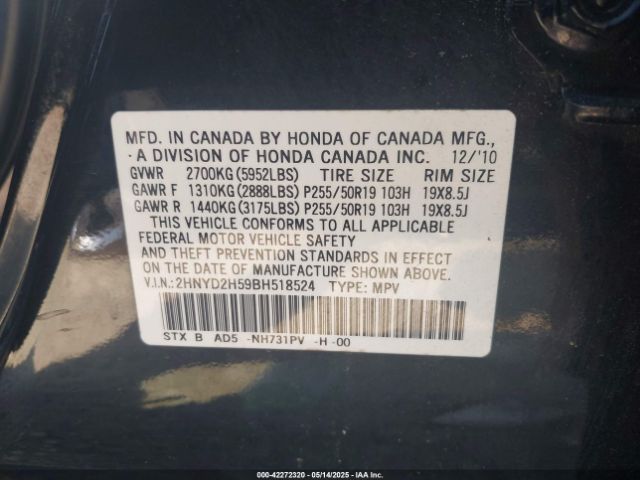 MFD. IN CANADA BY HONDA OF CANADA MFG.,
A DIVISION OF HONDA CANADA INC. 12/'10
GVWR 2700KG(5952LBS) TIRE SIZE RIM SIZE
GAWR F 1310KG(2888LBS) P255/50R19 103H 19X8.5J
GAWR R 1440KG(3175LBS) P255/50R19 103H 19X8.5J
THIS VEHICLE CONFORMS TO ALL APPLICABLE
FEDERAL MOTOR VEHICLE SAFETY
AND THEFT PREVENTION STANDARDS IN EFFECT
ON THE DATE OF MANUFACTURE SHOWN ABOVE.
V.I.N.:2HNYD2H59BH518524 TYPE: MPV
STX B AD5 -NH731PV -H -00
000-42272320 - 05/14/2025 - IAAI.COM